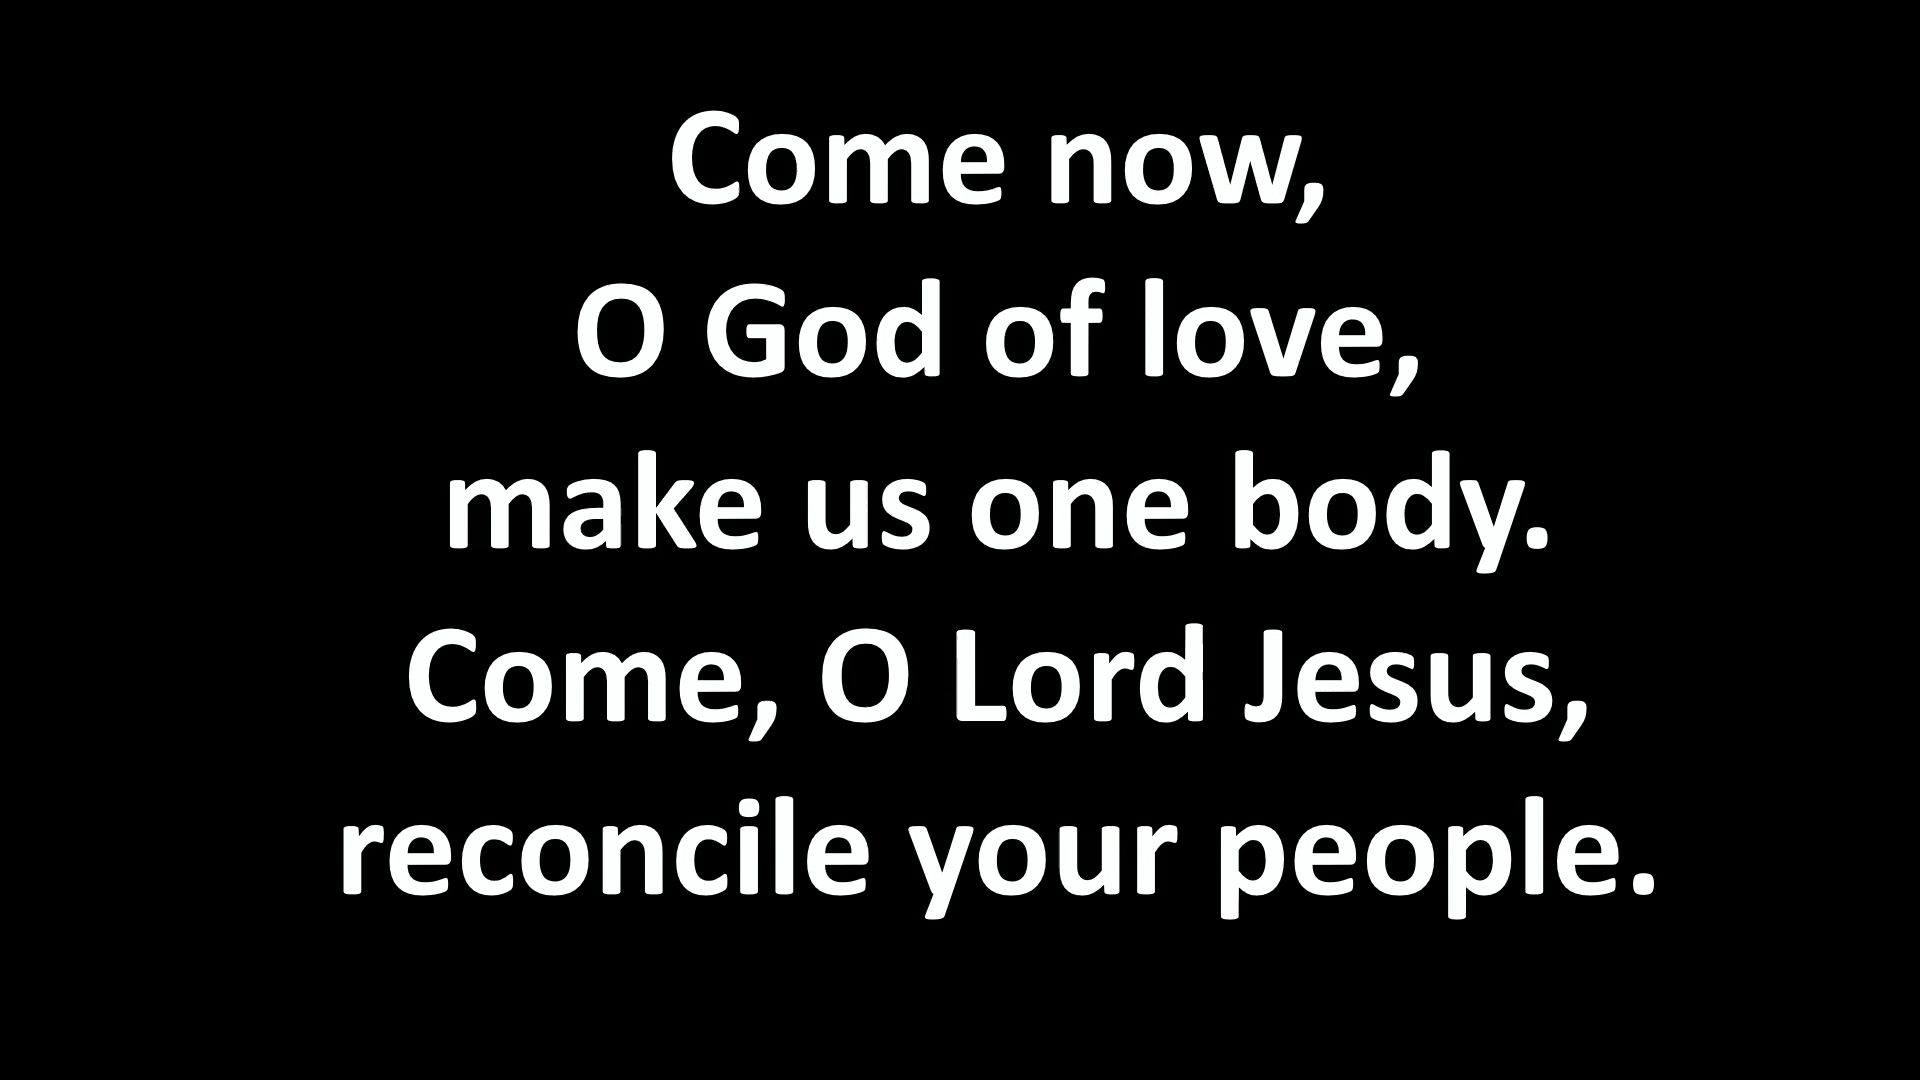 Come now,
O God of love,
make us one body.
Come, O Lord Jesus,
reconcile your people.